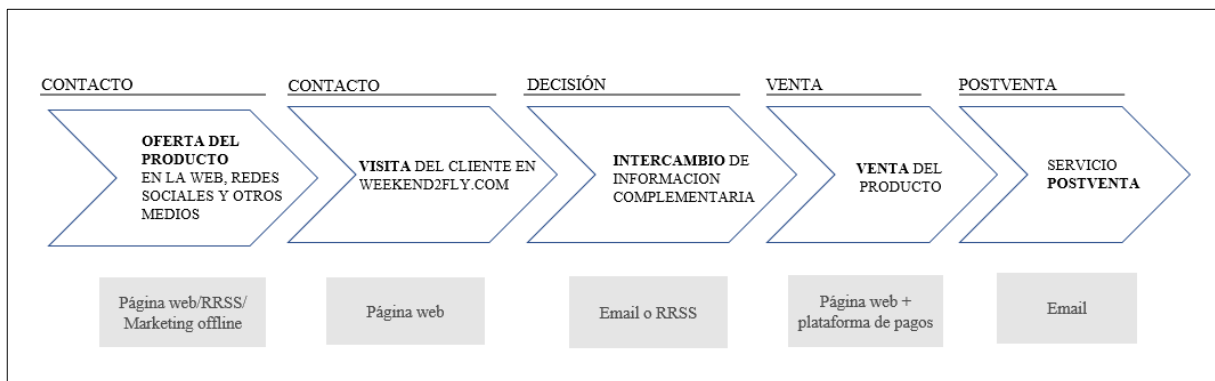 CONTACTO
CONTACTO
DECISIÓN
VENTA
POSTVENTA
OFERTA DEL
PRODUCTO
EN LA WEB, REDES
SOCIALES Y OTROS
MEDIOS
VISITA DEL CLIENTE EN
WEEKEND2FLY.COM
INTERCAMBIO DE
INFORMACION
COMPLEMENTARIA
VENTA DEL
PRODUCTO
SERVICIO
POSTVENTA
Página web/RRSS/
Marketing offline
Página web
Email o RRSS
Página web +
plataforma de pagos
Email